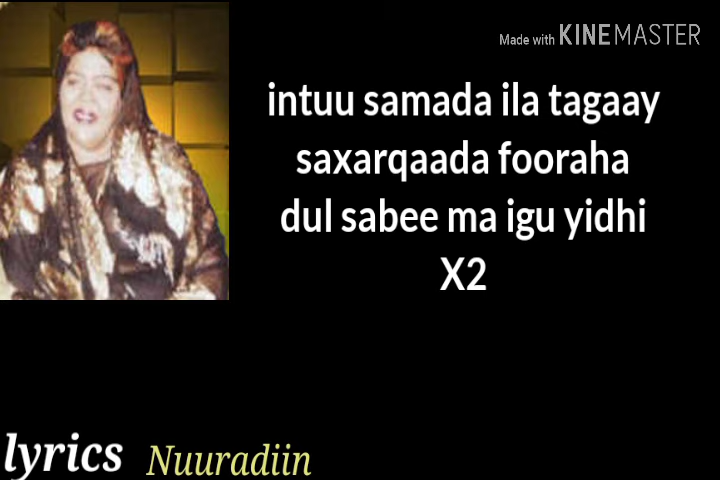 Made with KINEMASTER
intuu samada ila tagaay
saxarqaada fooraha
dul sabee ma igu yidhi
X2
lyrics Nuuradiin